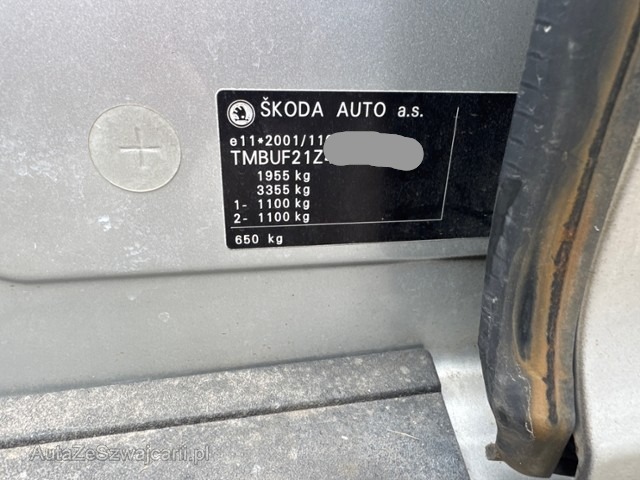 ŠKODA AUTO a.s.
e11*2001/11
TMBUF21Z
1955 kg
3355 kg
1- 1100 kg
2- 1100 kg
650 kg
AutaZeSzwajcarii.pl